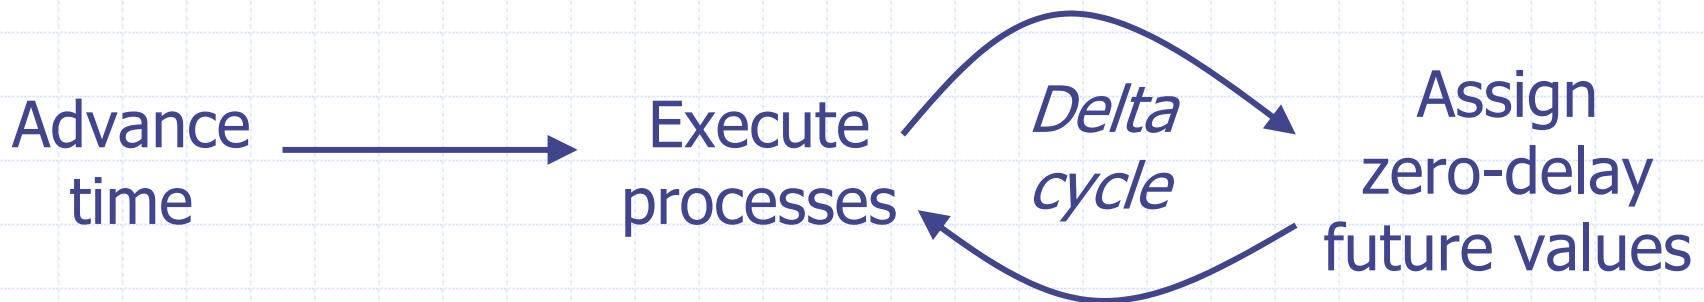 Advance
time
Execute
processes
Delta
cycle
Assign
zero-delay
future values